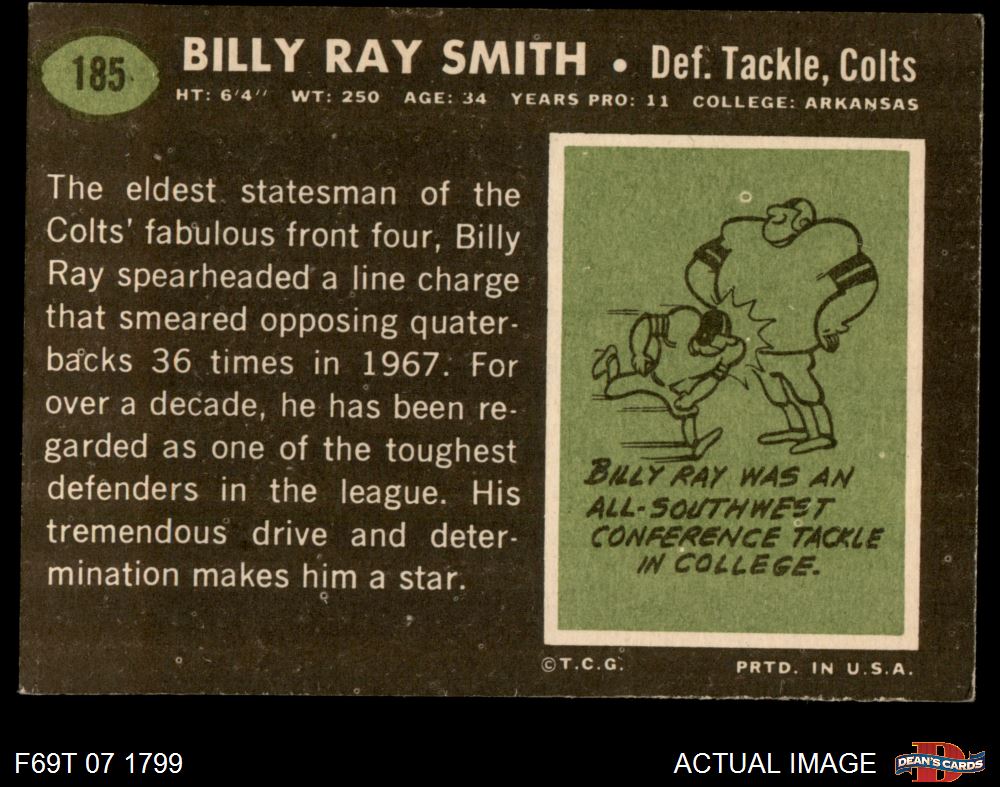 185
BILLY RAY SMITH • Def. Tackle, Colts
HT: 6'4" WT: 250 AGE: 34 YEARS PRO: 11 COLLEGE: ARKANSAS
The eldest statesman of the
Colts' fabulous front four, Billy
Ray spearheaded a line charge
that smeared opposing quater-
backs 36 times in 1967. For
over a decade, he has been re-
garded as one of the toughest
defenders in the league. His
tremendous drive and deter-
mination makes him a star.
BILLY RAY WAS AN
ALL-SOUTHWEST
CONFERENCE TACKLE
IN COLLEGE.
©T.C.G. PRTD. IN U.S.A.
F69T 07 1799 ACTUAL IMAGE DEAN'S CARDS